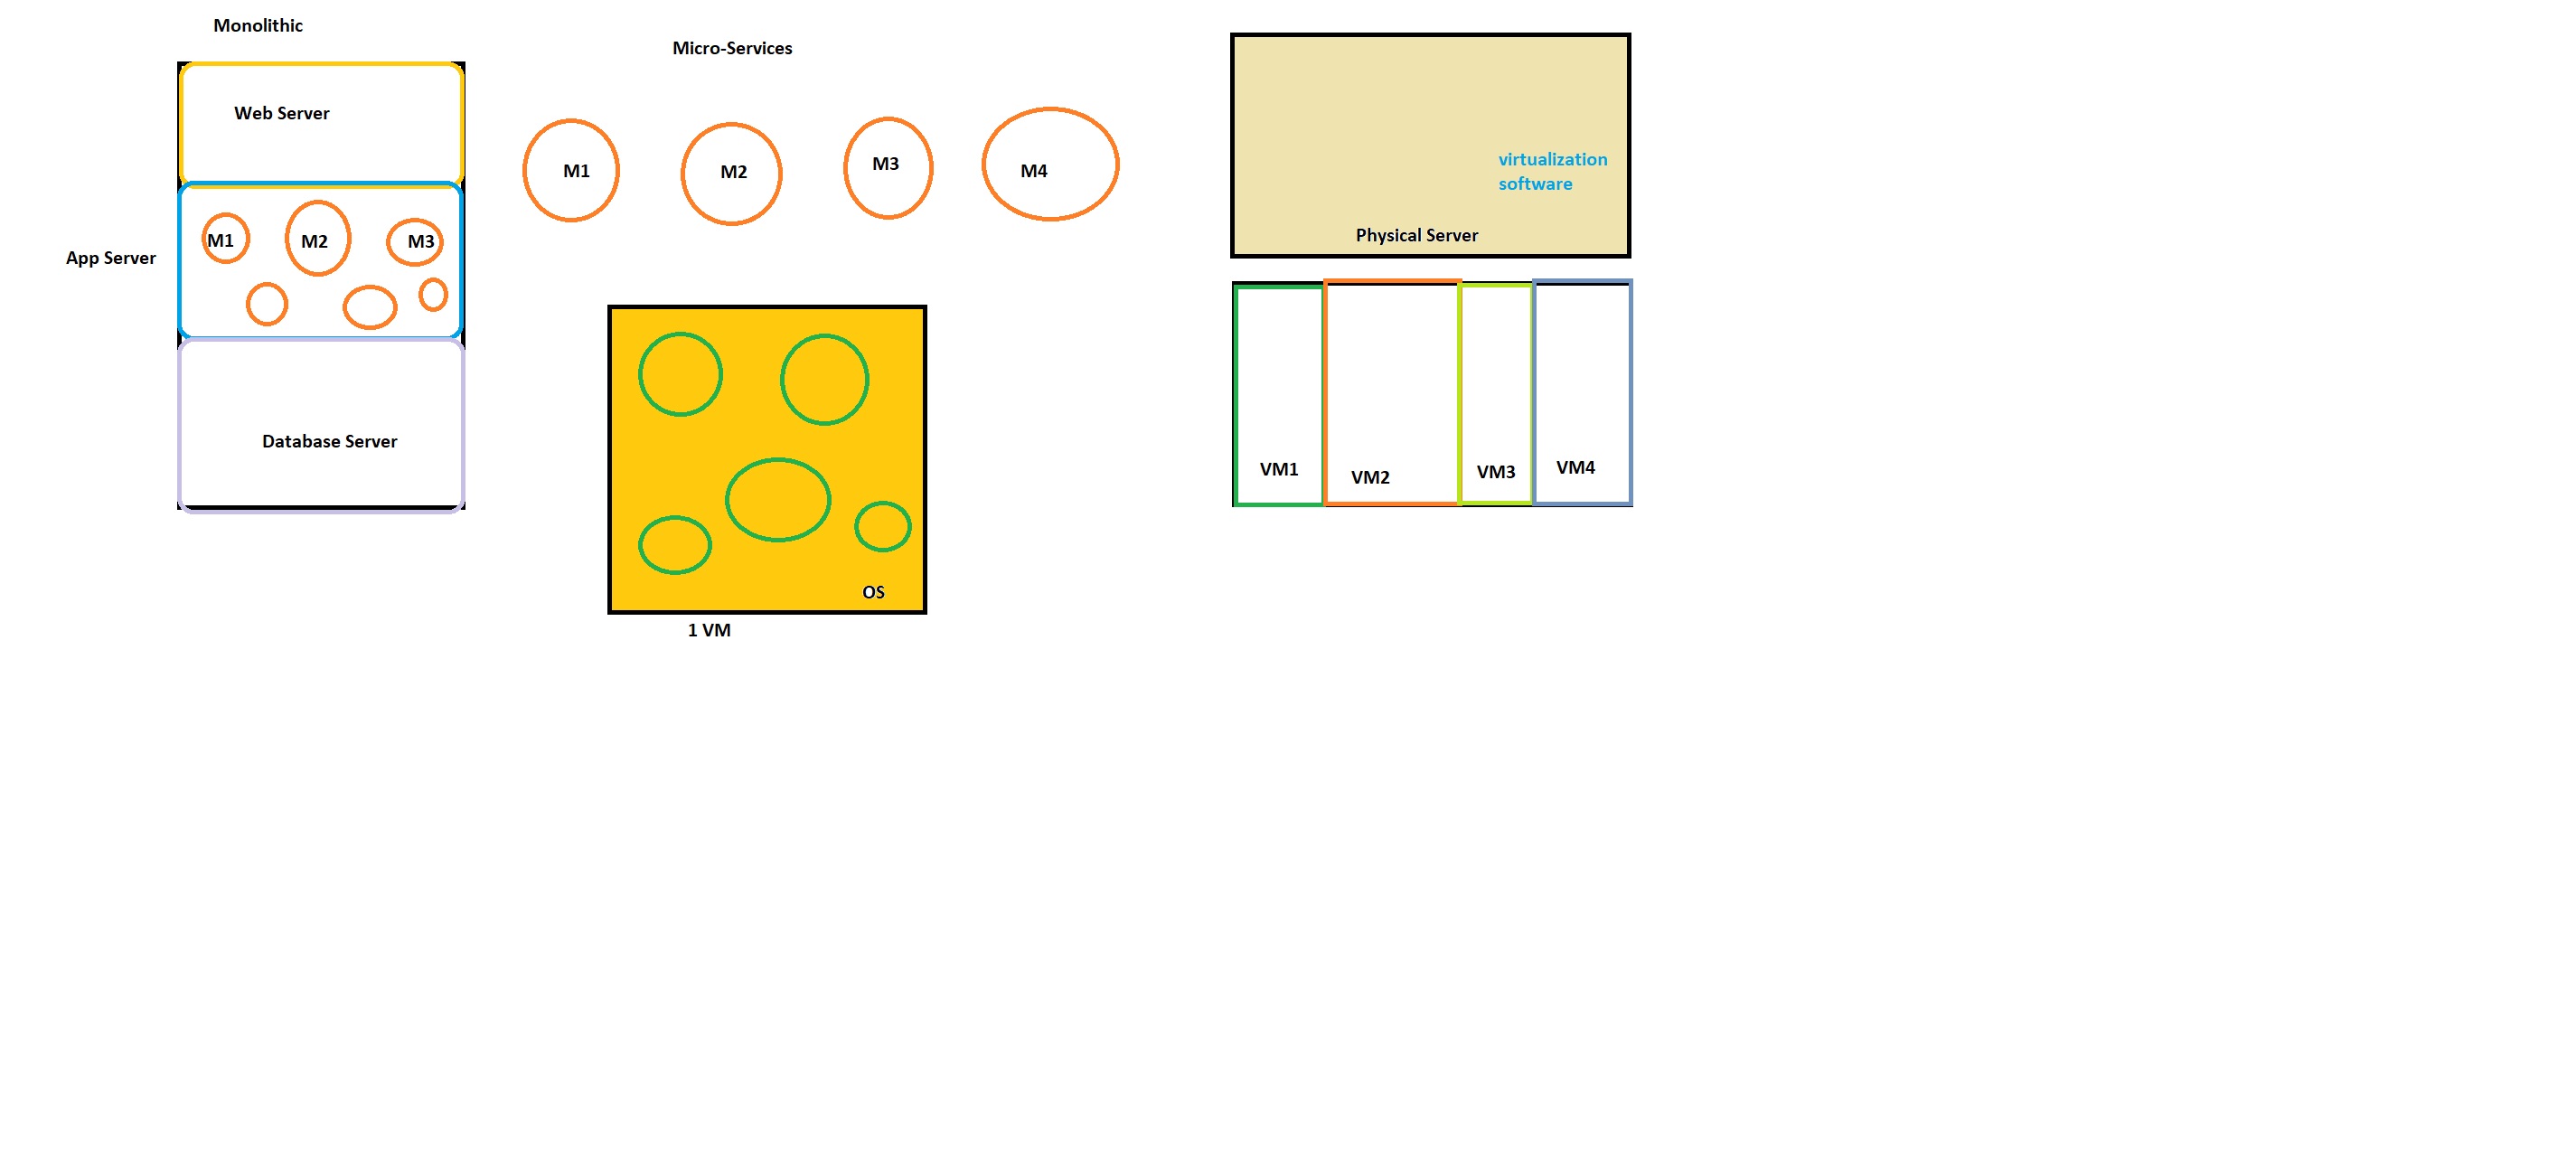 Monolithic
Web Server
App Server
M1
M2
M3
Database Server
Micro-Services
M1
M2
M3
M4
OS
1 VM
virtualization
software
Physical Server
VM1
VM2
VM3
VM4